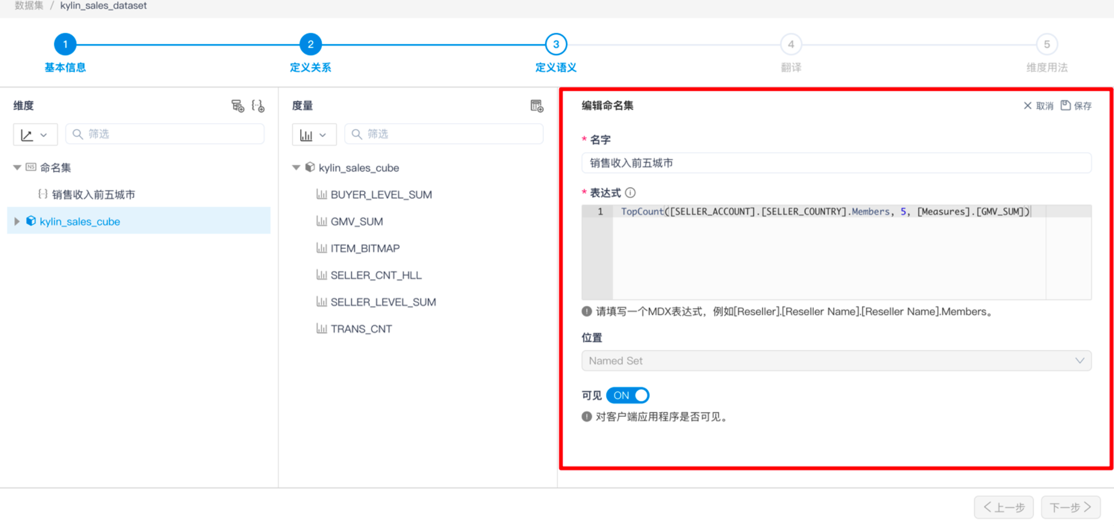 数据集 / kylin_sales_dataset
1 2 3 4 5
基本信息 定义关系 定义语义 翻译 维度用法
维度
筛选
命名集
销售收入前五城市
kylin_sales_cube
度量
筛选
kylin_sales_cube
BUYER_LEVEL_SUM
GMV_SUM
ITEM_BITMAP
SELLER_CNT_HLL
SELLER_LEVEL_SUM
TRANS_CNT
编辑命名集 取消 保存
* 名字
销售收入前五城市
* 表达式
1 TopCount([SELLER_ACCOUNT].[SELLER_COUNTRY].Members, 5, [Measures].[GMV_SUM])
请填写一个MDX表达式，例如[Reseller].[Reseller Name].[Reseller Name].Members。
位置
Named Set
可见 ON
对客户端应用程序是否可见。
上一步 下一步